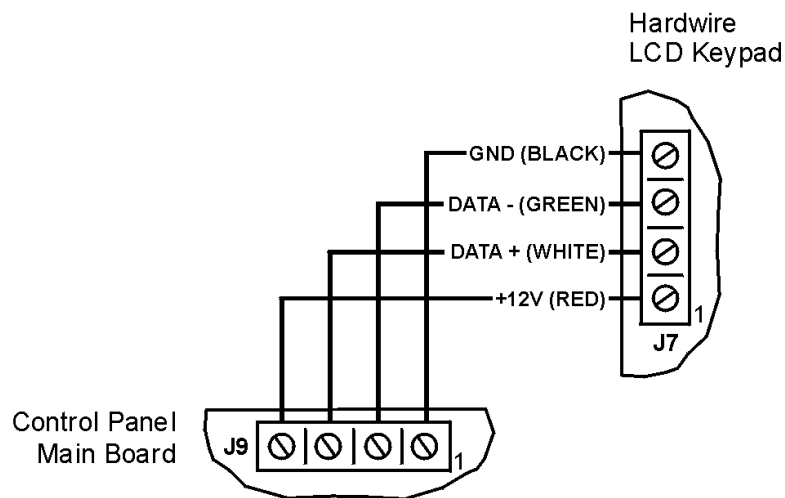 Hardwire
LCD Keypad
GND (BLACK)
DATA - (GREEN)
DATA + (WHITE)
+12V (RED)
1
J7
Control Panel
Main Board
J9
1